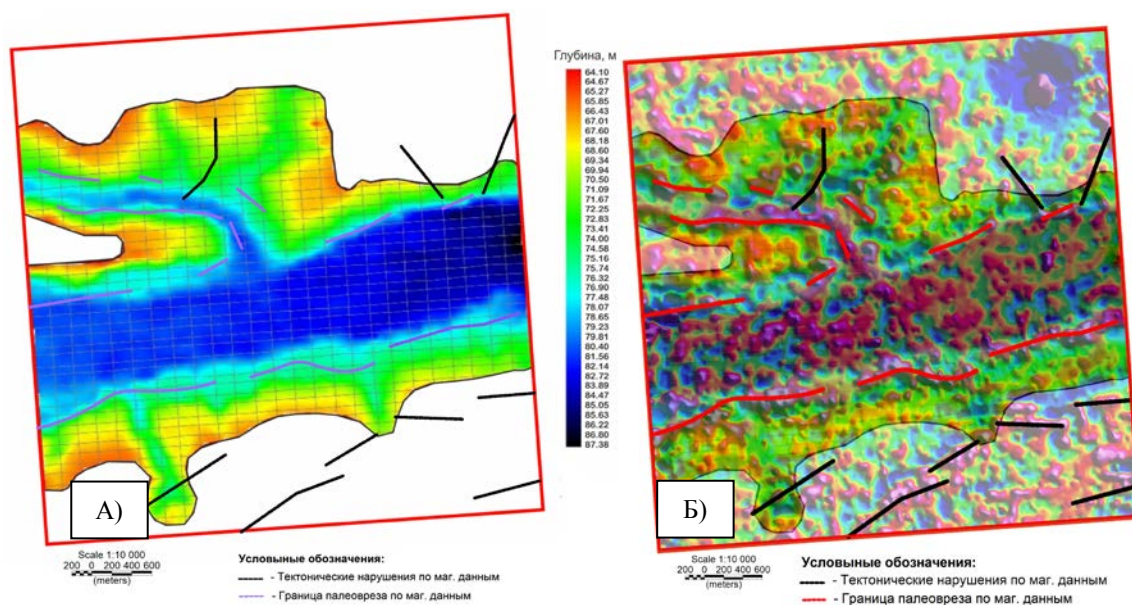 Глубина, м
64.10
64.67
65.27
65.85
66.43
67.01
67.60
68.18
68.60
69.34
69.94
70.50
71.09
71.67
72.25
72.83
73.41
74.00
74.58
75.16
75.74
76.32
76.90
77.48
78.07
78.65
79.23
79.81
80.40
81.56
82.14
82.72
83.89
84.47
85.05
85.63
86.22
86.80
87.38
А)
Scale 1:10 000
200 0 200 400 600
(meters)
Условыные обозначения:
- Тектонические нарушения по маг. данным
- Граница палеовреза по маг. данным
Б)
Scale 1:10 000
200 0 200 400 600
(meters)
Условыные обозначения:
- Тектонические нарушения по маг. данным
- Граница палеовреза по маг. данным